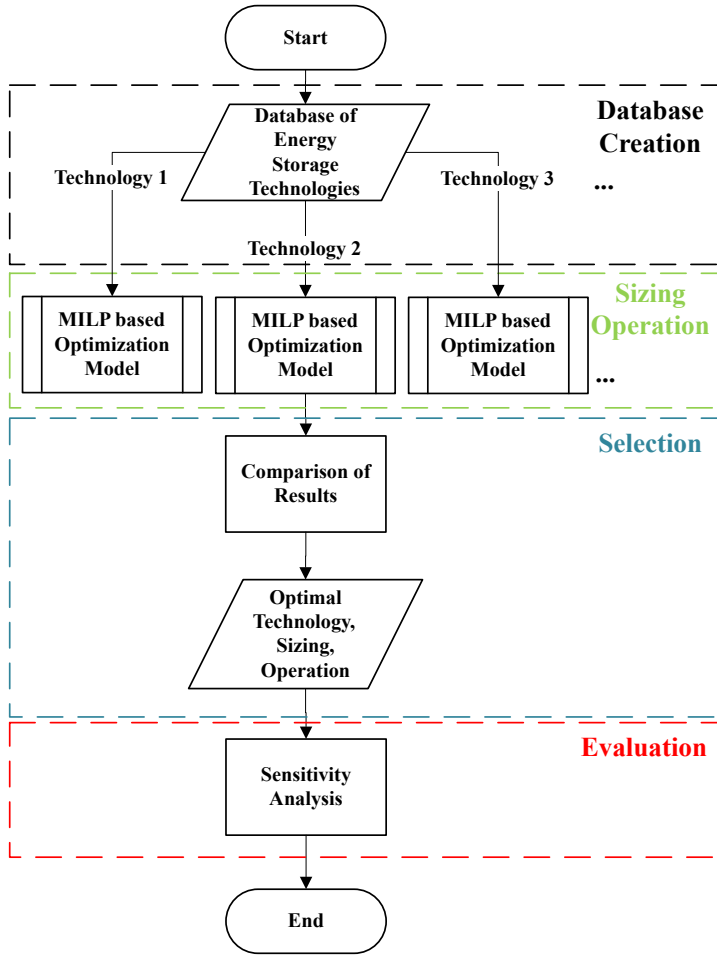 Start
Database
Creation
Database of
Energy
Storage
Technologies
Technology 1
Technology 3
...
Technology 2
Sizing
Operation
MILP based
Optimization
Model
MILP based
Optimization
Model
MILP based
Optimization
Model
...
Selection
Comparison of
Results
Optimal
Technology,
Sizing,
Operation
Evaluation
Sensitivity
Analysis
End